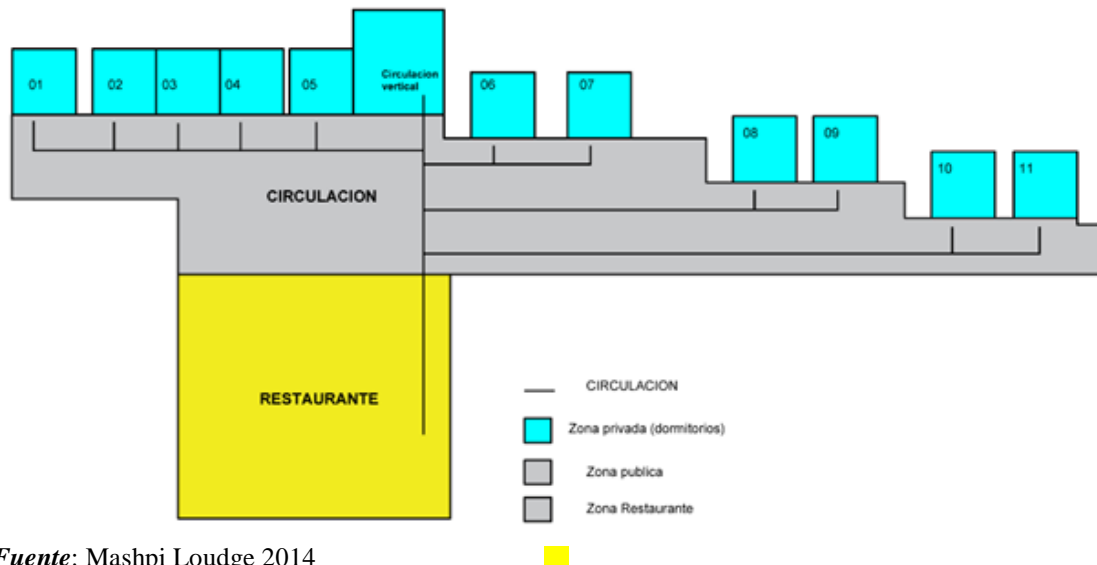 Circulacion
vertical
01
02
03
04
05
06
07
08
09
10
11
CIRCULACION
RESTAURANTE
CIRCULACION
Zona privada (dormitorios)
Zona publica
Zona Restaurante
Fuente: Mashpi Loudge 2014